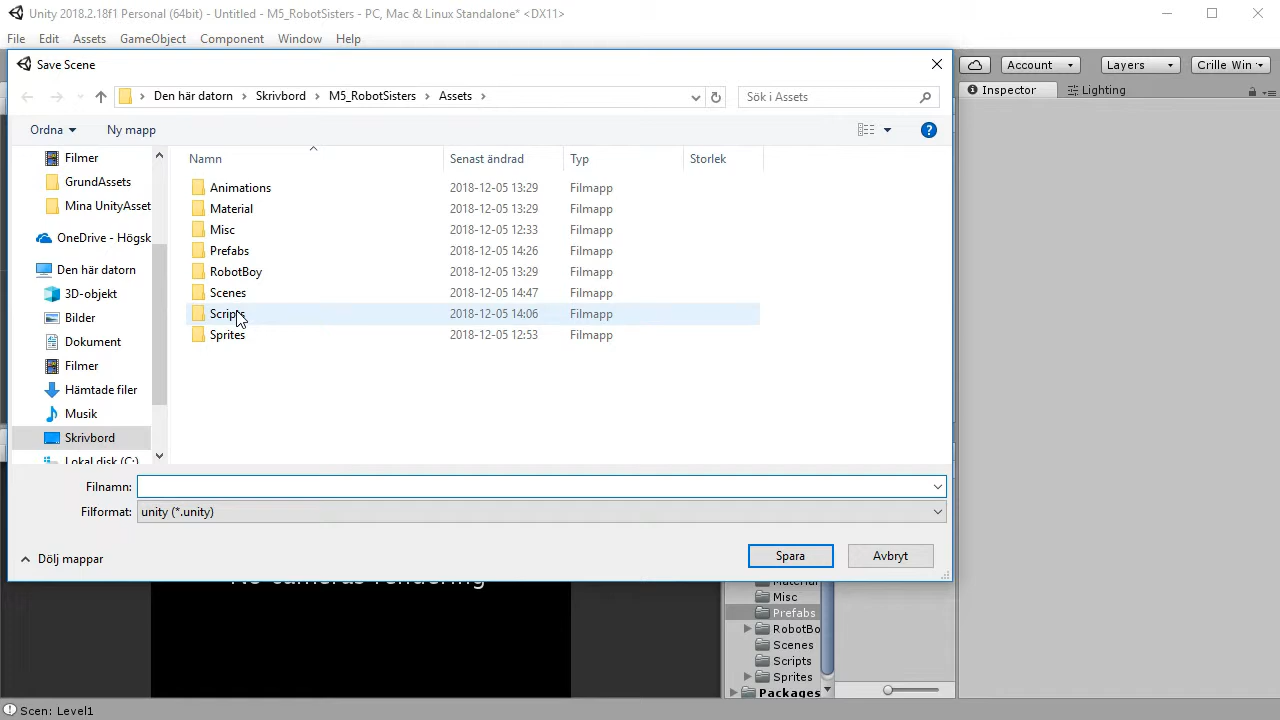 Unity 2018.2.18f1 Personal (64bit) - Untitled - M5_RobotSisters - PC, Mac & Linux Standalone* <DX11>
File Edit Assets GameObject Component Window Help
Save Scene
Account Layers Crille Win
Den här datorn Skrivbord M5_RobotSisters Assets Sök i Assets
Inspector Lighting
Ordna Ny mapp
Filmer
GrundAssets
Mina UnityAsset
OneDrive - Högsk
Den här datorn
3D-objekt
Bilder
Dokument
Filmer
Hämtade filer
Musik
Skrivbord
Lokal disk (C:)
Namn Senast ändrad Typ Storlek
Animations 2018-12-05 13:29 Filmapp
Material 2018-12-05 13:29 Filmapp
Misc 2018-12-05 12:33 Filmapp
Prefabs 2018-12-05 14:26 Filmapp
RobotBoy 2018-12-05 13:29 Filmapp
Scenes 2018-12-05 14:47 Filmapp
Scripts 2018-12-05 14:06 Filmapp
Sprites 2018-12-05 12:53 Filmapp
Filnamn:
Filformat: unity (*.unity)
Dölj mappar Spara Avbryt
No cameras rendering
Material
Misc
Prefabs
RobotBo
Scenes
Scripts
Sprites
Packages
Scen: Level1